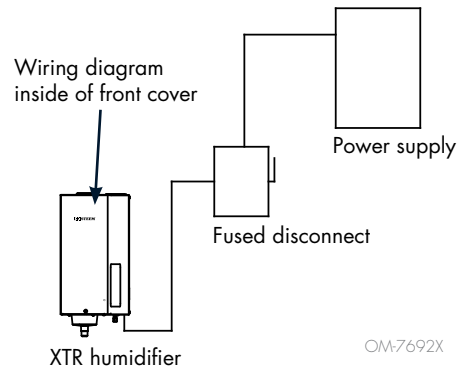 Wiring diagram
inside of front cover
Power supply
Fused disconnect
XTR humidifier
OM-7692X